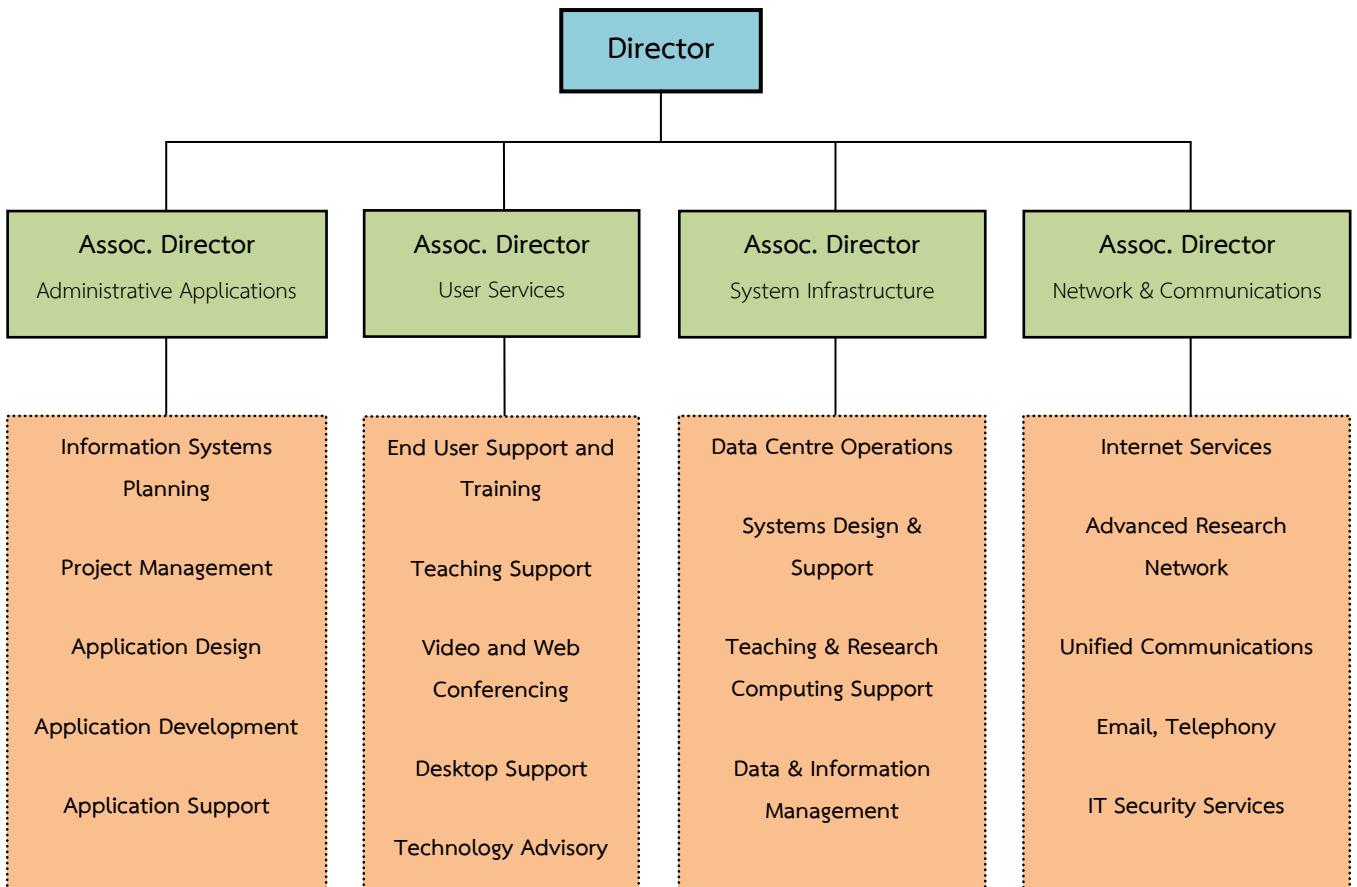 Director
Assoc. Director
Administrative Applications
Assoc. Director
User Services
Assoc. Director
System Infrastructure
Assoc. Director
Network & Communications
Information Systems
Planning
Project Management
Application Design
Application Development
Application Support
End User Support and
Training
Teaching Support
Video and Web
Conferencing
Desktop Support
Technology Advisory
Data Centre Operations
Systems Design &
Support
Teaching & Research
Computing Support
Data & Information
Management
Internet Services
Advanced Research
Network
Unified Communications
Email, Telephony
IT Security Services